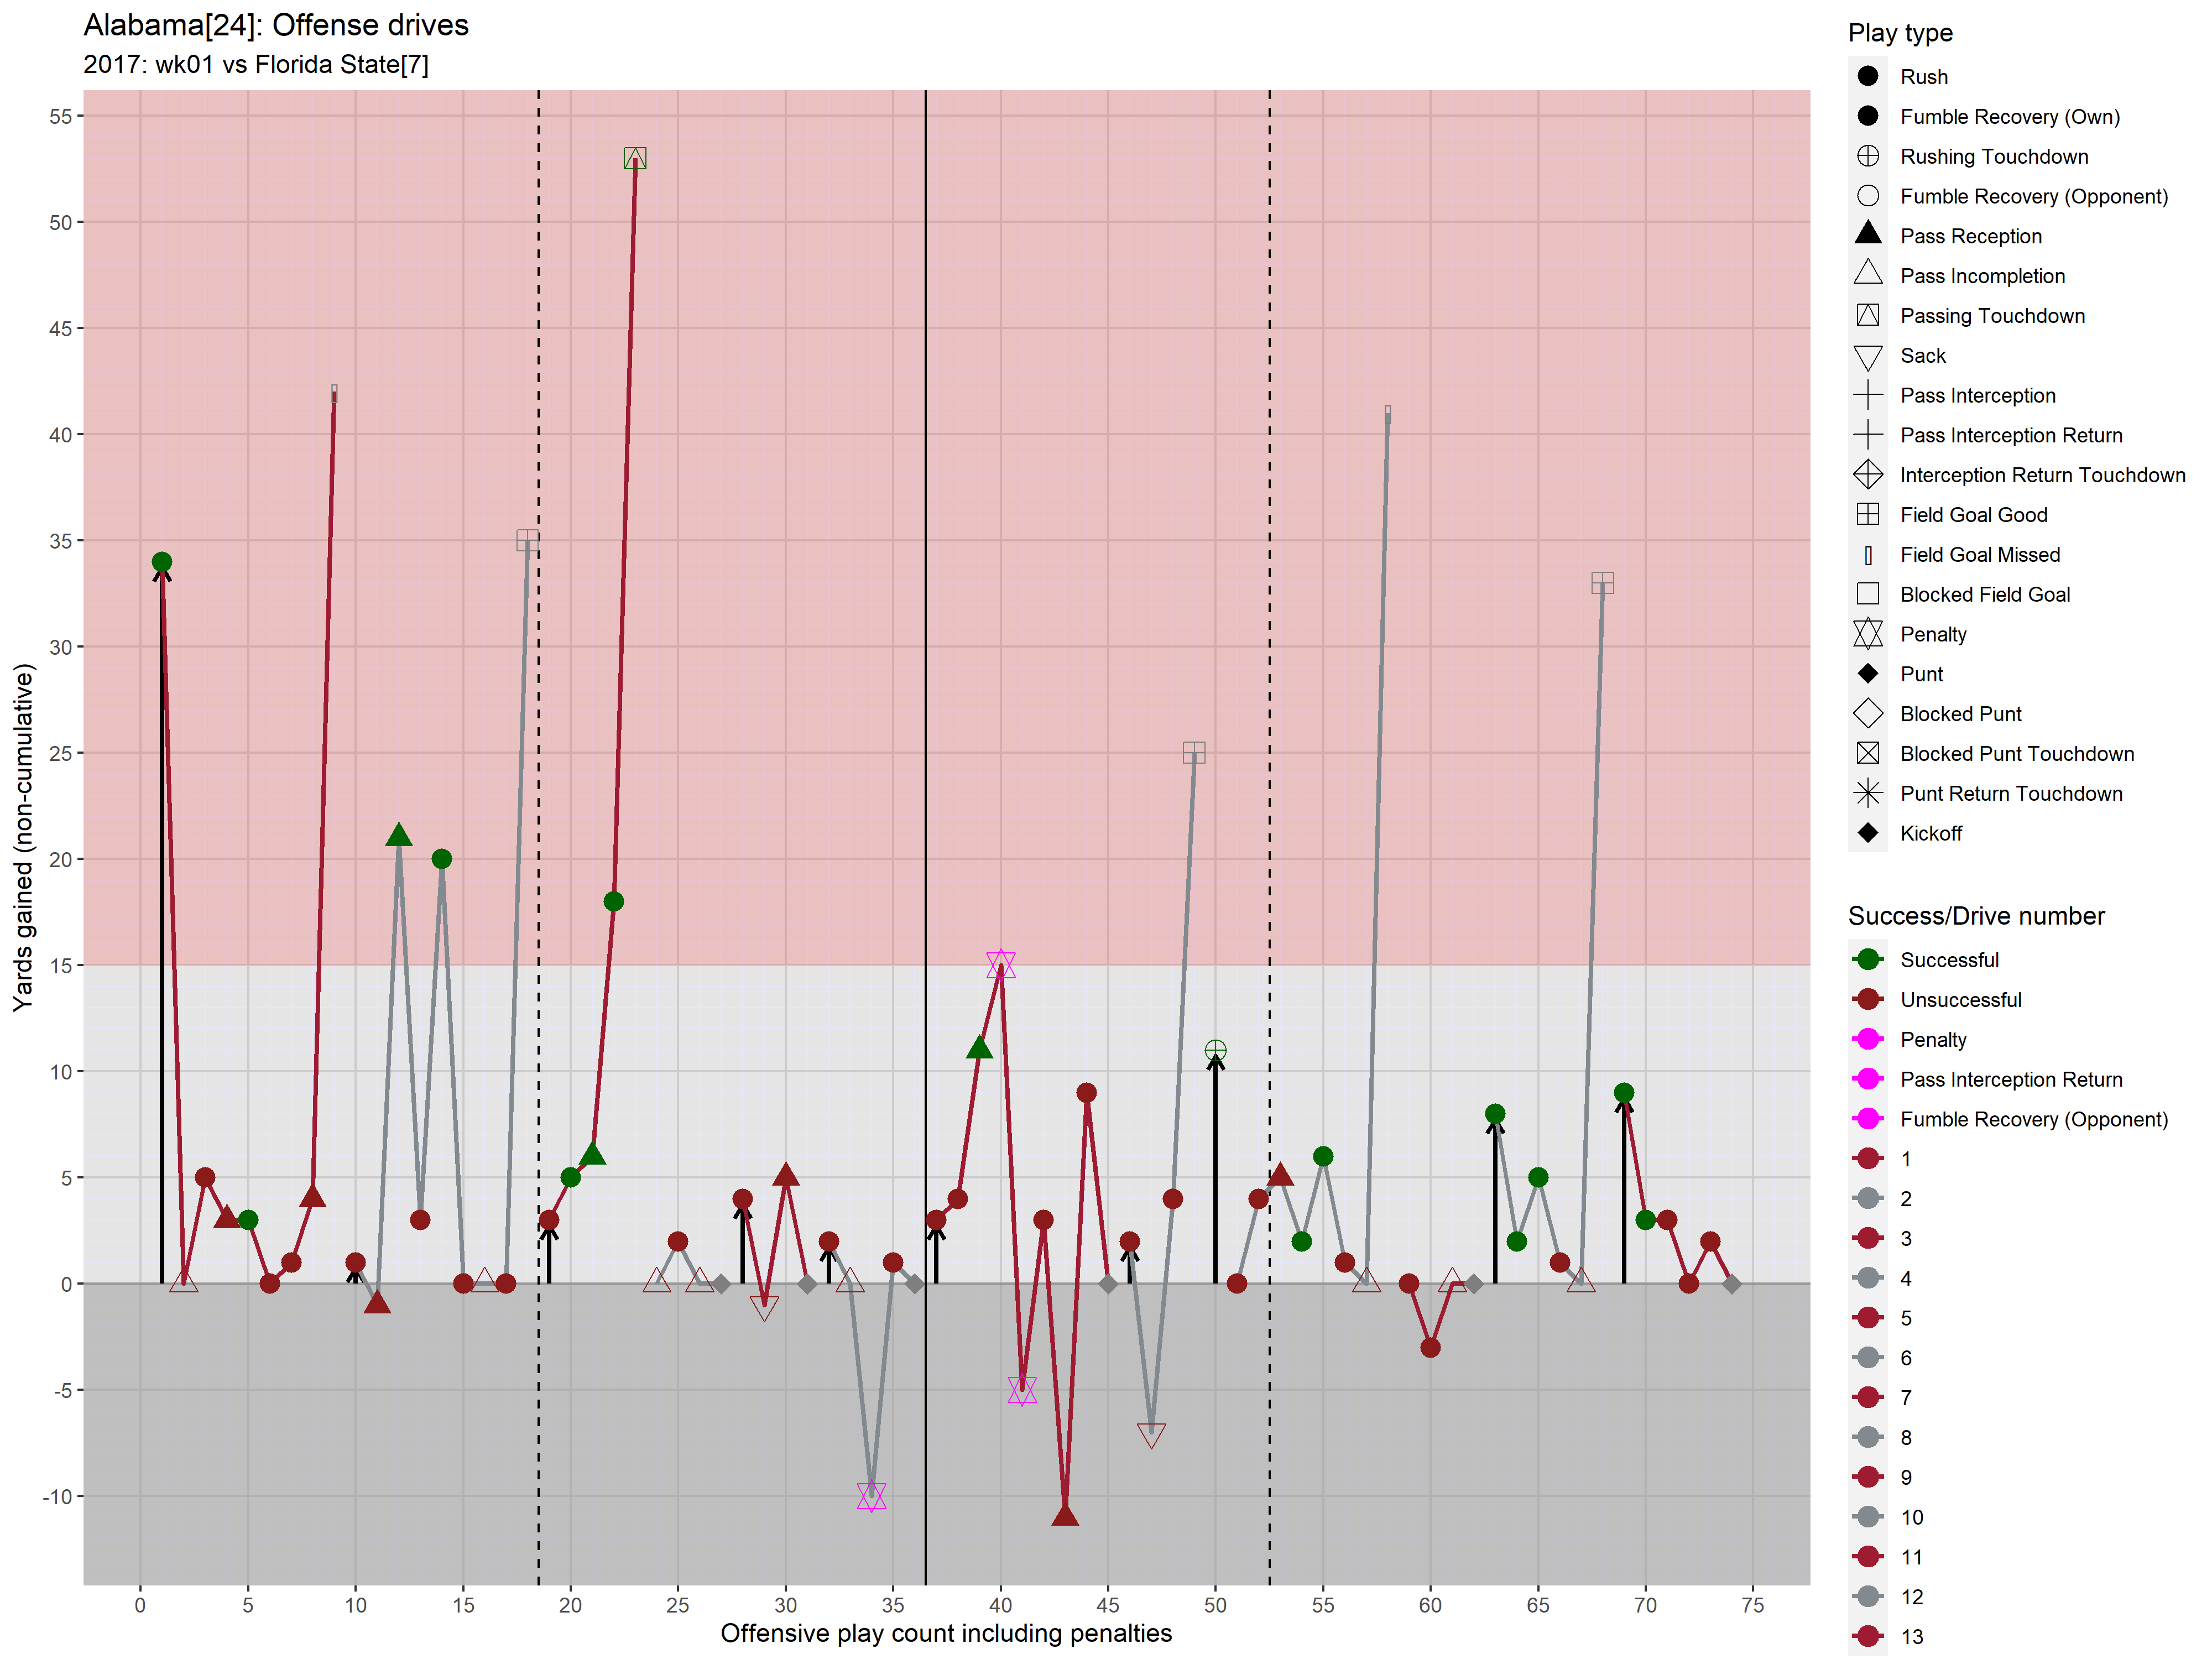 Alabama[24]: Offense drives
2017: wk01 vs Florida State[7]
Yards gained (non-cumulative)
55
50
45
40
35
30
25
20
15
10
5
0
-5
-10
0 5 10 15 20 25 30 35 40 45 50 55 60 65 70 75
Offensive play count including penalties
Play type
Rush
Fumble Recovery (Own)
Rushing Touchdown
Fumble Recovery (Opponent)
Pass Reception
Pass Incompletion
Passing Touchdown
Sack
Pass Interception
Pass Interception Return
Interception Return Touchdown
Field Goal Good
Field Goal Missed
Blocked Field Goal
Penalty
Punt
Blocked Punt
Blocked Punt Touchdown
Punt Return Touchdown
Kickoff
Success/Drive number
Successful
Unsuccessful
Penalty
Pass Interception Return
Fumble Recovery (Opponent)
1
2
3
4
5
6
7
8
9
10
11
12
13